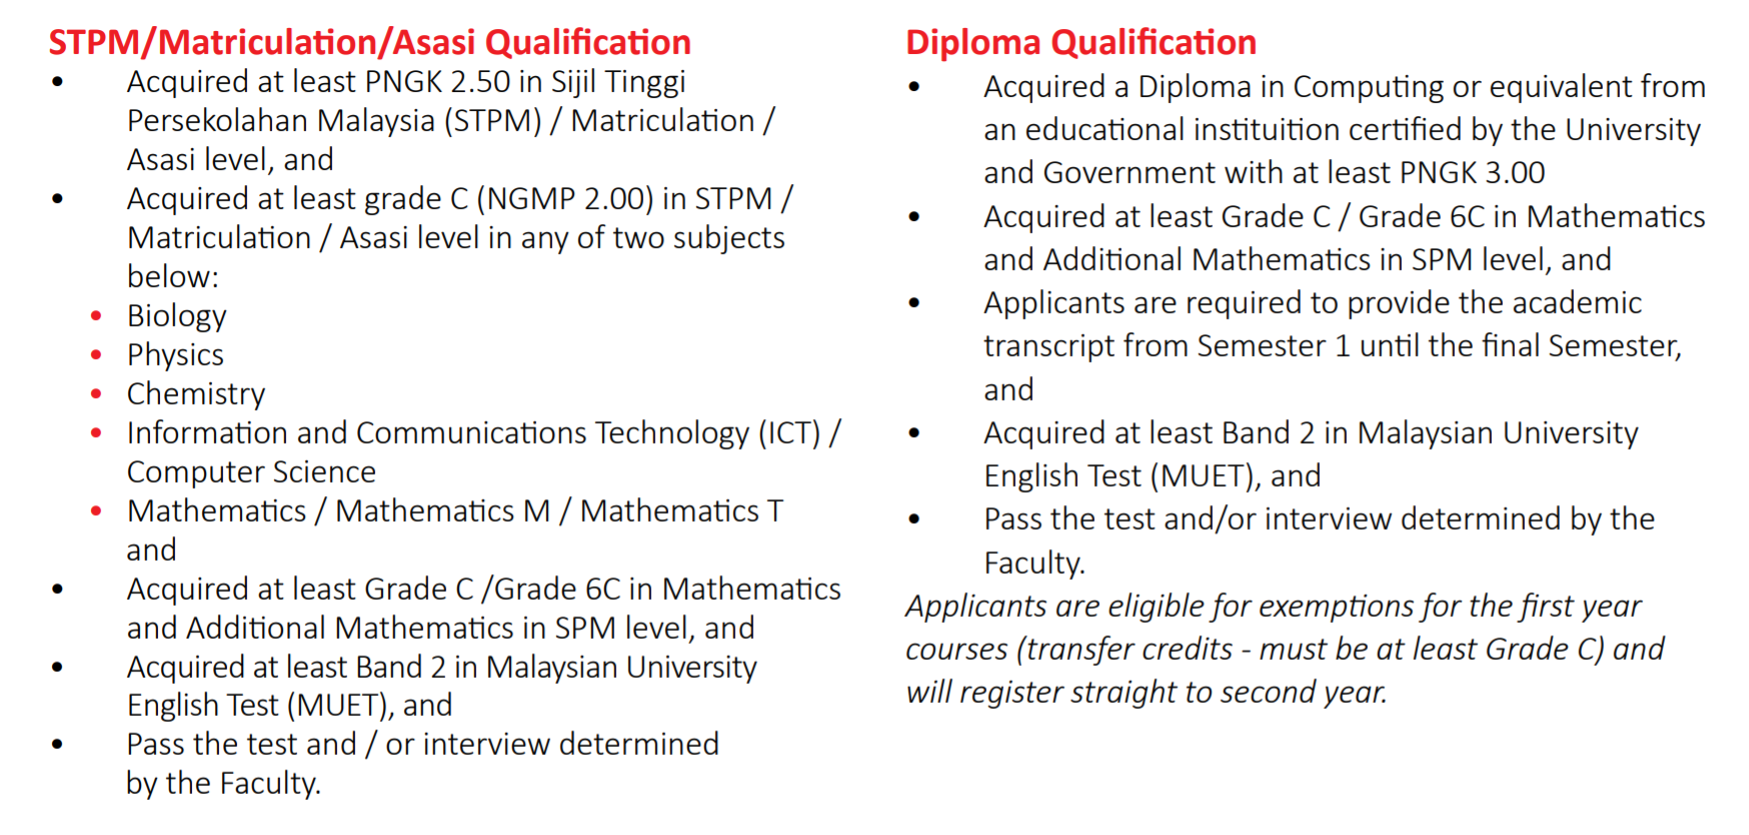 STPM/Matriculation/Asasi Qualification
• Acquired at least PNGK 2.50 in Sijil Tinggi
Persekolahan Malaysia (STPM) / Matriculation /
Asasi level, and
• Acquired at least grade C (NGMP 2.00) in STPM /
Matriculation / Asasi level in any of two subjects
below:
• Biology
• Physics
• Chemistry
• Information and Communications Technology (ICT) /
Computer Science
• Mathematics / Mathematics M / Mathematics T
and
• Acquired at least Grade C /Grade 6C in Mathematics
and Additional Mathematics in SPM level, and
• Acquired at least Band 2 in Malaysian University
English Test (MUET), and
• Pass the test and / or interview determined
by the Faculty.
Diploma Qualification
• Acquired a Diploma in Computing or equivalent from
an educational instituition certified by the University
and Government with at least PNGK 3.00
• Acquired at least Grade C / Grade 6C in Mathematics
and Additional Mathematics in SPM level, and
• Applicants are required to provide the academic
transcript from Semester 1 until the final Semester,
and
• Acquired at least Band 2 in Malaysian University
English Test (MUET), and
• Pass the test and/or interview determined by the
Faculty.
Applicants are eligible for exemptions for the first year
courses (transfer credits - must be at least Grade C) and
will register straight to second year.